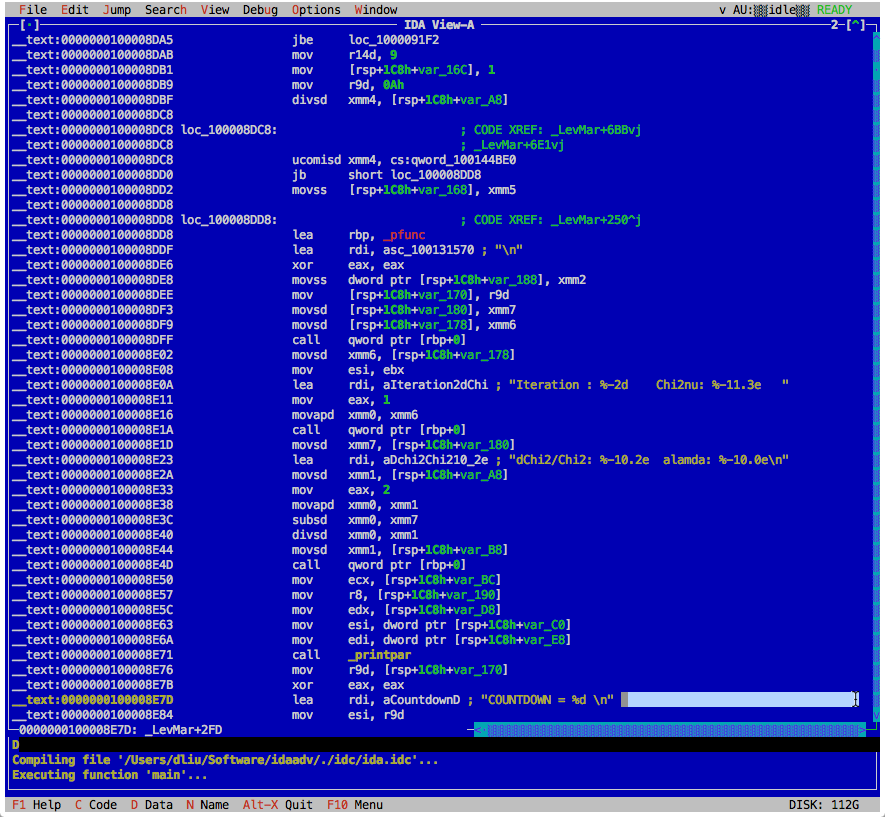 File Edit Jump Search View Debug Options Window v AU: idle READY
[▪] IDA View-A 2-[^]
__text:0000000100008DA5 jbe loc_1000091F2
__text:0000000100008DAB mov r14d, 9
__text:0000000100008DB1 mov [rsp+1C8h+var_16C], 1
__text:0000000100008DB9 mov r9d, 0Ah
__text:0000000100008DBF divsd xmm4, [rsp+1C8h+var_A8]
__text:0000000100008DC8
__text:0000000100008DC8 loc_100008DC8: ; CODE XREF: _LevMar+6BBvj
__text:0000000100008DC8 ; _LevMar+6E1vj
__text:0000000100008DC8 ucomisd xmm4, cs:qword_100144BE0
__text:0000000100008DD0 jb short loc_100008DD8
__text:0000000100008DD2 movss [rsp+1C8h+var_168], xmm5
__text:0000000100008DD8
__text:0000000100008DD8 loc_100008DD8: ; CODE XREF: _LevMar+250^j
__text:0000000100008DD8 lea rbp, _pfunc
__text:0000000100008DDF lea rdi, asc_100131570 ; "\n"
__text:0000000100008DE6 xor eax, eax
__text:0000000100008DE8 movss dword ptr [rsp+1C8h+var_188], xmm2
__text:0000000100008DEE mov [rsp+1C8h+var_170], r9d
__text:0000000100008DF3 movsd [rsp+1C8h+var_180], xmm7
__text:0000000100008DF9 movsd [rsp+1C8h+var_178], xmm6
__text:0000000100008DFF call qword ptr [rbp+0]
__text:0000000100008E02 movsd xmm6, [rsp+1C8h+var_178]
__text:0000000100008E08 mov esi, ebx
__text:0000000100008E0A lea rdi, aIteration2dChi ; "Iteration : %-2d Chi2nu: %-11.3e "
__text:0000000100008E11 mov eax, 1
__text:0000000100008E16 movapd xmm0, xmm6
__text:0000000100008E1A call qword ptr [rbp+0]
__text:0000000100008E1D movsd xmm7, [rsp+1C8h+var_180]
__text:0000000100008E23 lea rdi, aDchi2Chi210_2e ; "dChi2/Chi2: %-10.2e alamda: %-10.0e\n"
__text:0000000100008E2A movsd xmm1, [rsp+1C8h+var_A8]
__text:0000000100008E33 mov eax, 2
__text:0000000100008E38 movapd xmm0, xmm1
__text:0000000100008E3C subsd xmm0, xmm7
__text:0000000100008E40 divsd xmm0, xmm1
__text:0000000100008E44 movsd xmm1, [rsp+1C8h+var_B8]
__text:0000000100008E4D call qword ptr [rbp+0]
__text:0000000100008E50 mov ecx, [rsp+1C8h+var_BC]
__text:0000000100008E57 mov r8, [rsp+1C8h+var_190]
__text:0000000100008E5C mov edx, [rsp+1C8h+var_D8]
__text:0000000100008E63 mov esi, dword ptr [rsp+1C8h+var_C0]
__text:0000000100008E6A mov edi, dword ptr [rsp+1C8h+var_E8]
__text:0000000100008E71 call _printpar
__text:0000000100008E76 mov r9d, [rsp+1C8h+var_170]
__text:0000000100008E7B xor eax, eax
__text:0000000100008E7D lea rdi, aCountdownD ; "COUNTDOWN = %d \n"
__text:0000000100008E84 mov esi, r9d
0000000100008E7D: _LevMar+2FD
D
Compiling file '/Users/dliu/Software/idaadv/./idc/ida.idc'...
Executing function 'main'...
F1 Help C Code D Data N Name Alt-X Quit F10 Menu DISK: 112G